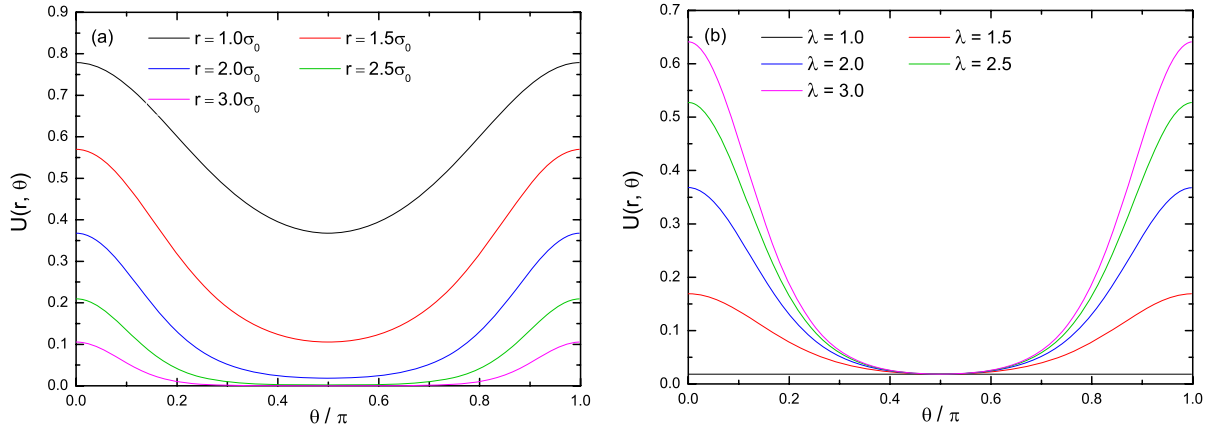 (a)
r = 1.0σ₀
r = 1.5σ₀
r = 2.0σ₀
r = 2.5σ₀
r = 3.0σ₀
U(r, θ)
0.9
0.8
0.7
0.6
0.5
0.4
0.3
0.2
0.1
0.0
0.0
0.2
0.4
0.6
0.8
1.0
θ / π
(b)
λ = 1.0
λ = 1.5
λ = 2.0
λ = 2.5
λ = 3.0
U(r, θ)
0.7
0.6
0.5
0.4
0.3
0.2
0.1
0.0
0.0
0.2
0.4
0.6
0.8
1.0
θ / π